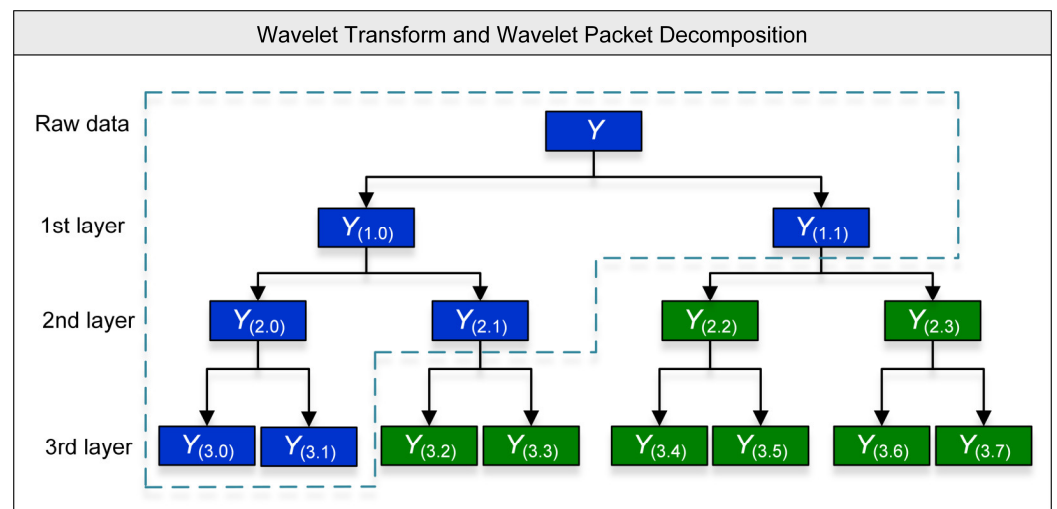 Wavelet Transform and Wavelet Packet Decomposition
Raw data
Y
1st layer
Y(1.0)
Y(1.1)
2nd layer
Y(2.0)
Y(2.1)
Y(2.2)
Y(2.3)
3rd layer
Y(3.0)
Y(3.1)
Y(3.2)
Y(3.3)
Y(3.4)
Y(3.5)
Y(3.6)
Y(3.7)